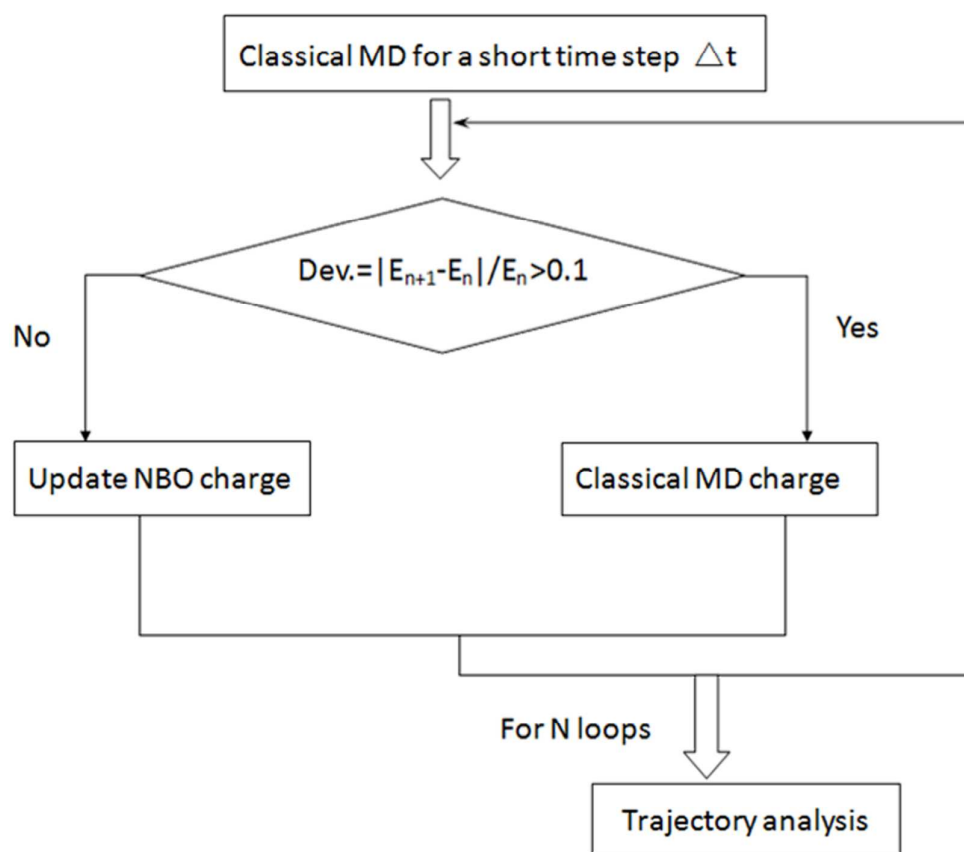 Classical MD for a short time step △t
Dev.=|Eₙ₊₁-Eₙ|/Eₙ>0.1
No
Yes
Update NBO charge
Classical MD charge
For N loops
Trajectory analysis